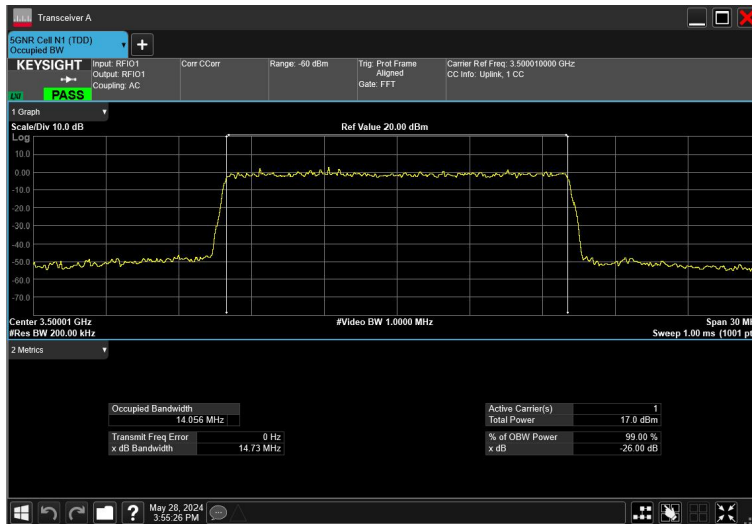 Transceiver A
5GNR Cell N1 (TDD)
Occupied BW
KEYSIGHT
LXI
PASS
Input: RFIO1
Output: RFIO1
Coupling: AC
Corr CCorr
Range: -60 dBm
Trig: Prot Frame
Aligned
Gate: FFT
Carrier Ref Freq: 3.500010000 GHz
CC Info: Uplink, 1 CC
1 Graph
Scale/Div 10.0 dB
Ref Value 20.00 dBm
Log
10.0
0.00
-10.0
-20.0
-30.0
-40.0
-50.0
-60.0
-70.0
Center 3.50001 GHz
#Video BW 1.0000 MHz
Span 30 M
#Res BW 200.00 kHz
Sweep 1.00 ms (1001 pt
2 Metrics
Occupied Bandwidth
14.056 MHz
Transmit Freq Error 0 Hz
x dB Bandwidth 14.73 MHz
Active Carrier(s) 1
Total Power 17.0 dBm
% of OBW Power 99.00 %
x dB -26.00 dB
May 28, 2024
3:55:26 PM